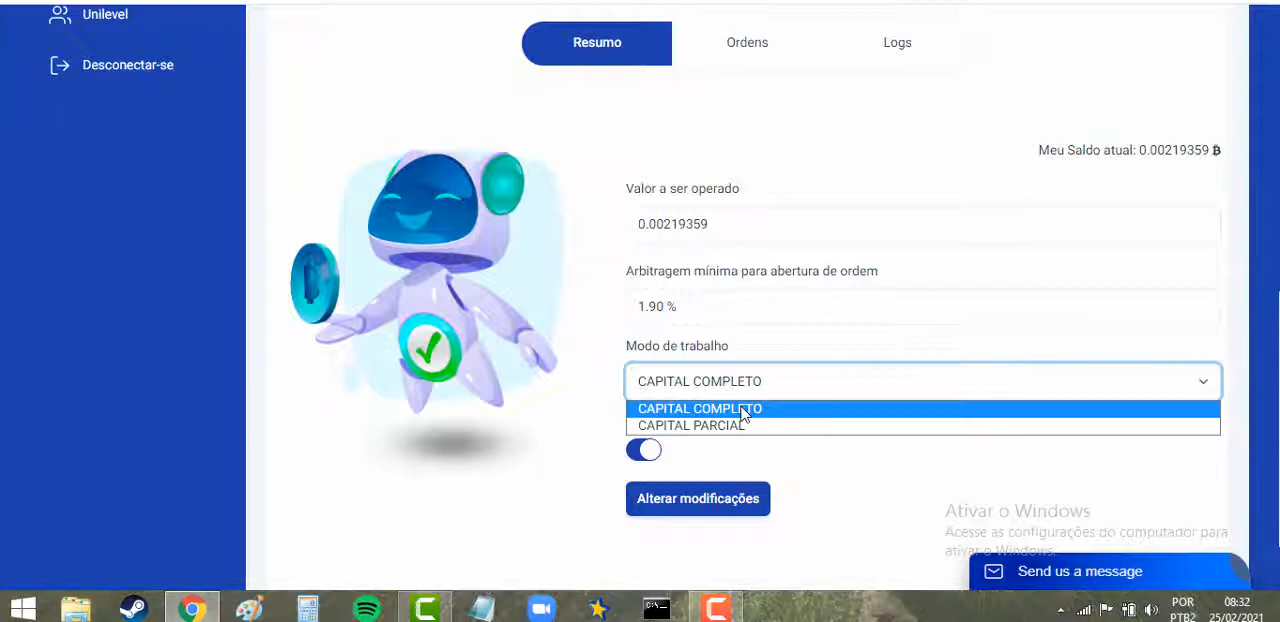 Unilevel
Desconectar-se
Resumo
Ordens
Logs
Meu Saldo atual: 0.00219359 ฿
Valor a ser operado
0.00219359
Arbitragem mínima para abertura de ordem
1.90 %
Modo de trabalho
CAPITAL COMPLETO
CAPITAL COMPLETO
CAPITAL PARCIAL
Alterar modificações
Ativar o Windows
Acesse as configurações do computador para
ativar o Windows.
Send us a message
POR
PTB2
08:32
25/02/2021